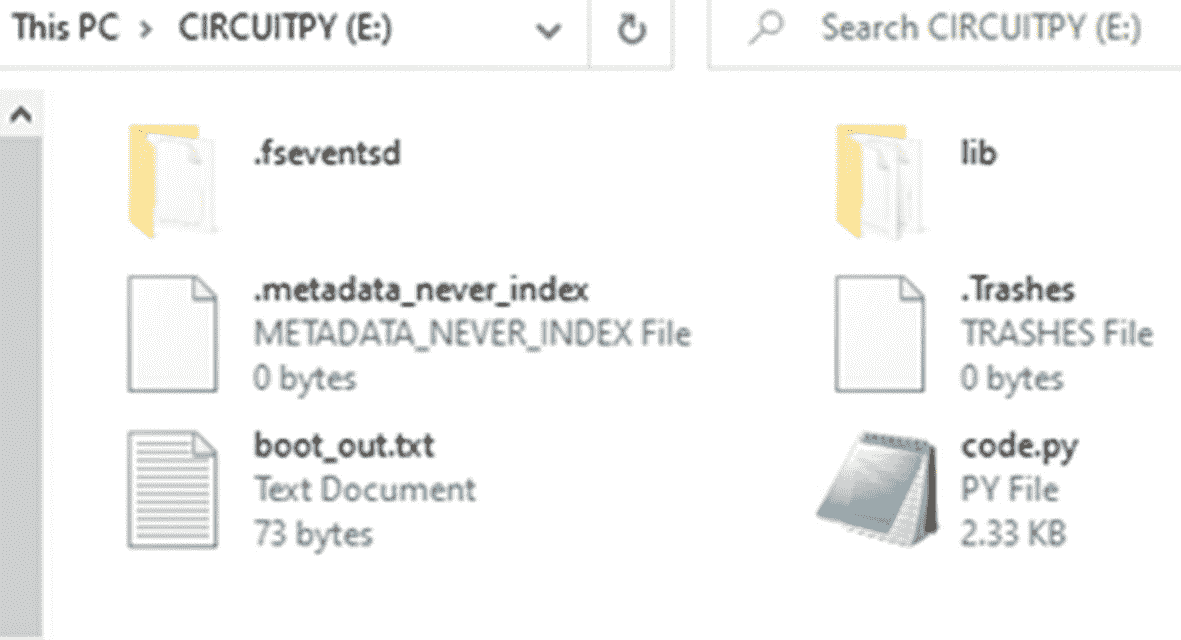 This PC > CIRCUITPY (E:)
Search CIRCUITPY (E:)
.fseventsd
lib
.metadata_never_index
METADATA_NEVER_INDEX File
0 bytes
.Trashes
TRASHES File
0 bytes
boot_out.txt
Text Document
73 bytes
code.py
PY File
2.33 KB